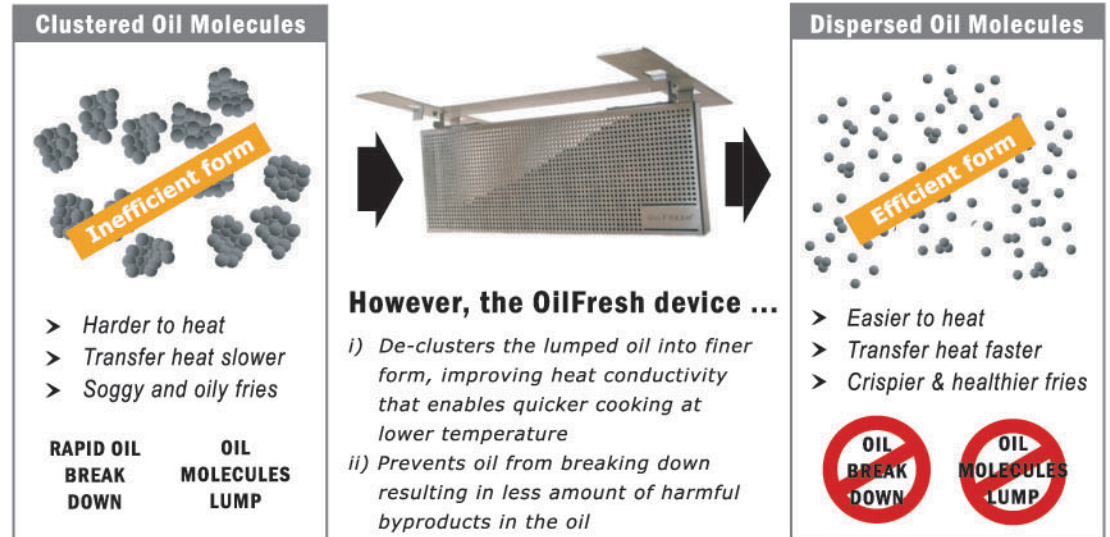 Clustered Oil Molecules
Inefficient form
➤ Harder to heat
➤ Transfer heat slower
➤ Soggy and oily fries
RAPID OIL
BREAK
DOWN
OIL
MOLECULES
LUMP
OILFRESH
However, the OilFresh device ...
i) De-clusters the lumped oil into finer
form, improving heat conductivity
that enables quicker cooking at
lower temperature
ii) Prevents oil from breaking down
resulting in less amount of harmful
byproducts in the oil
Dispersed Oil Molecules
Efficient form
➤ Easier to heat
➤ Transfer heat faster
➤ Crispier & healthier fries
OIL
BREAK
DOWN
OIL
MOLECULES
LUMP